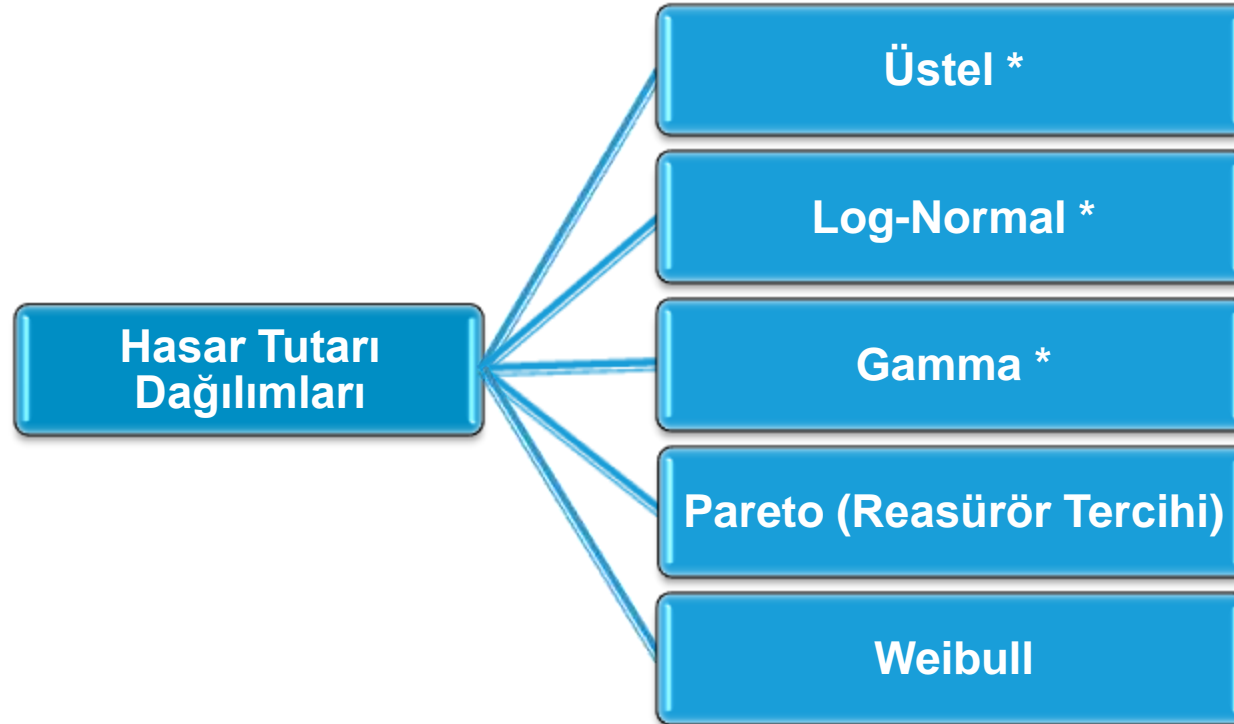 Üstel *
Log-Normal *
Hasar Tutarı
Dağılımları
Gamma *
Pareto (Reasürör Tercihi)
Weibull